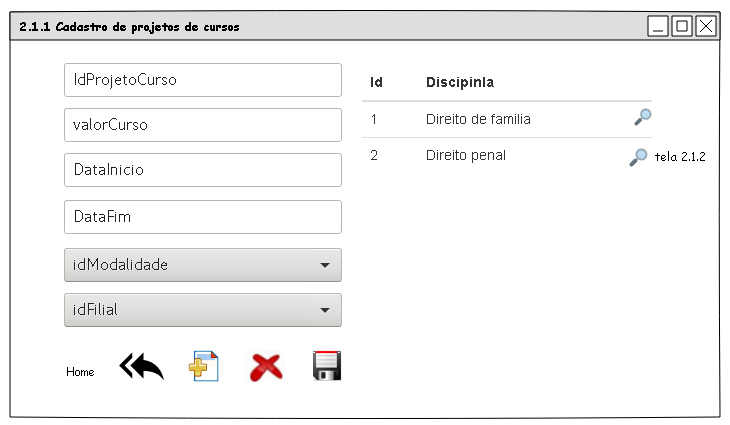 2.1.1 Cadastro de projetos de cursos
IdProjetoCurso
valorCurso
DataInicio
DataFim
idModalidade
idFilial
Home
Id Discipinla
1 Direito de familia
2 Direito penal tela 2.1.2